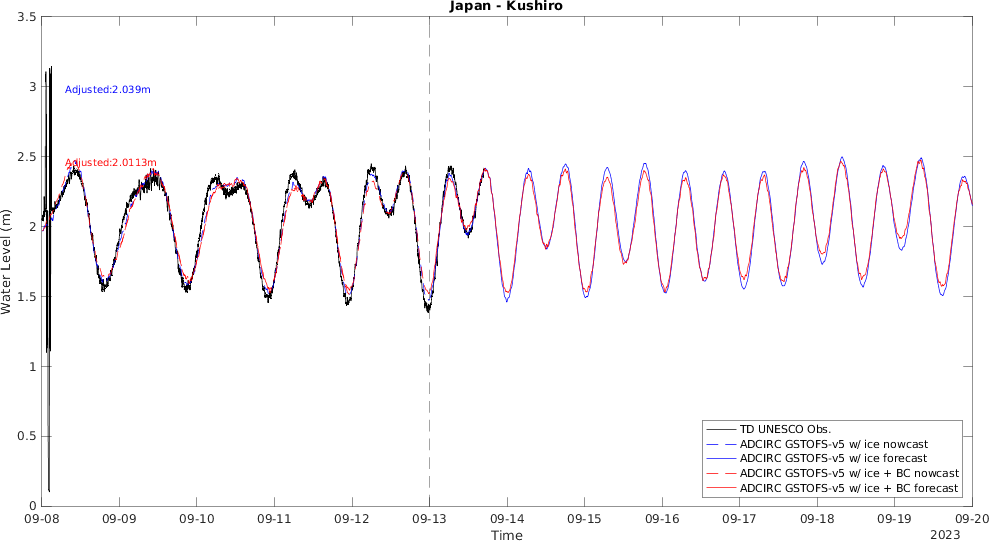 Japan - Kushiro
3.5
3
2.5
2
1.5
1
0.5
0
Water Level (m)
Adjusted:2.039m
Adjusted:2.0113m
TD UNESCO Obs.
ADCIRC GSTOFS-v5 w/ ice nowcast
ADCIRC GSTOFS-v5 w/ ice forecast
ADCIRC GSTOFS-v5 w/ ice + BC nowcast
ADCIRC GSTOFS-v5 w/ ice + BC forecast
09-08 09-09 09-10 09-11 09-12 09-13 09-14 09-15 09-16 09-17 09-18 09-19 09-20
Time
2023